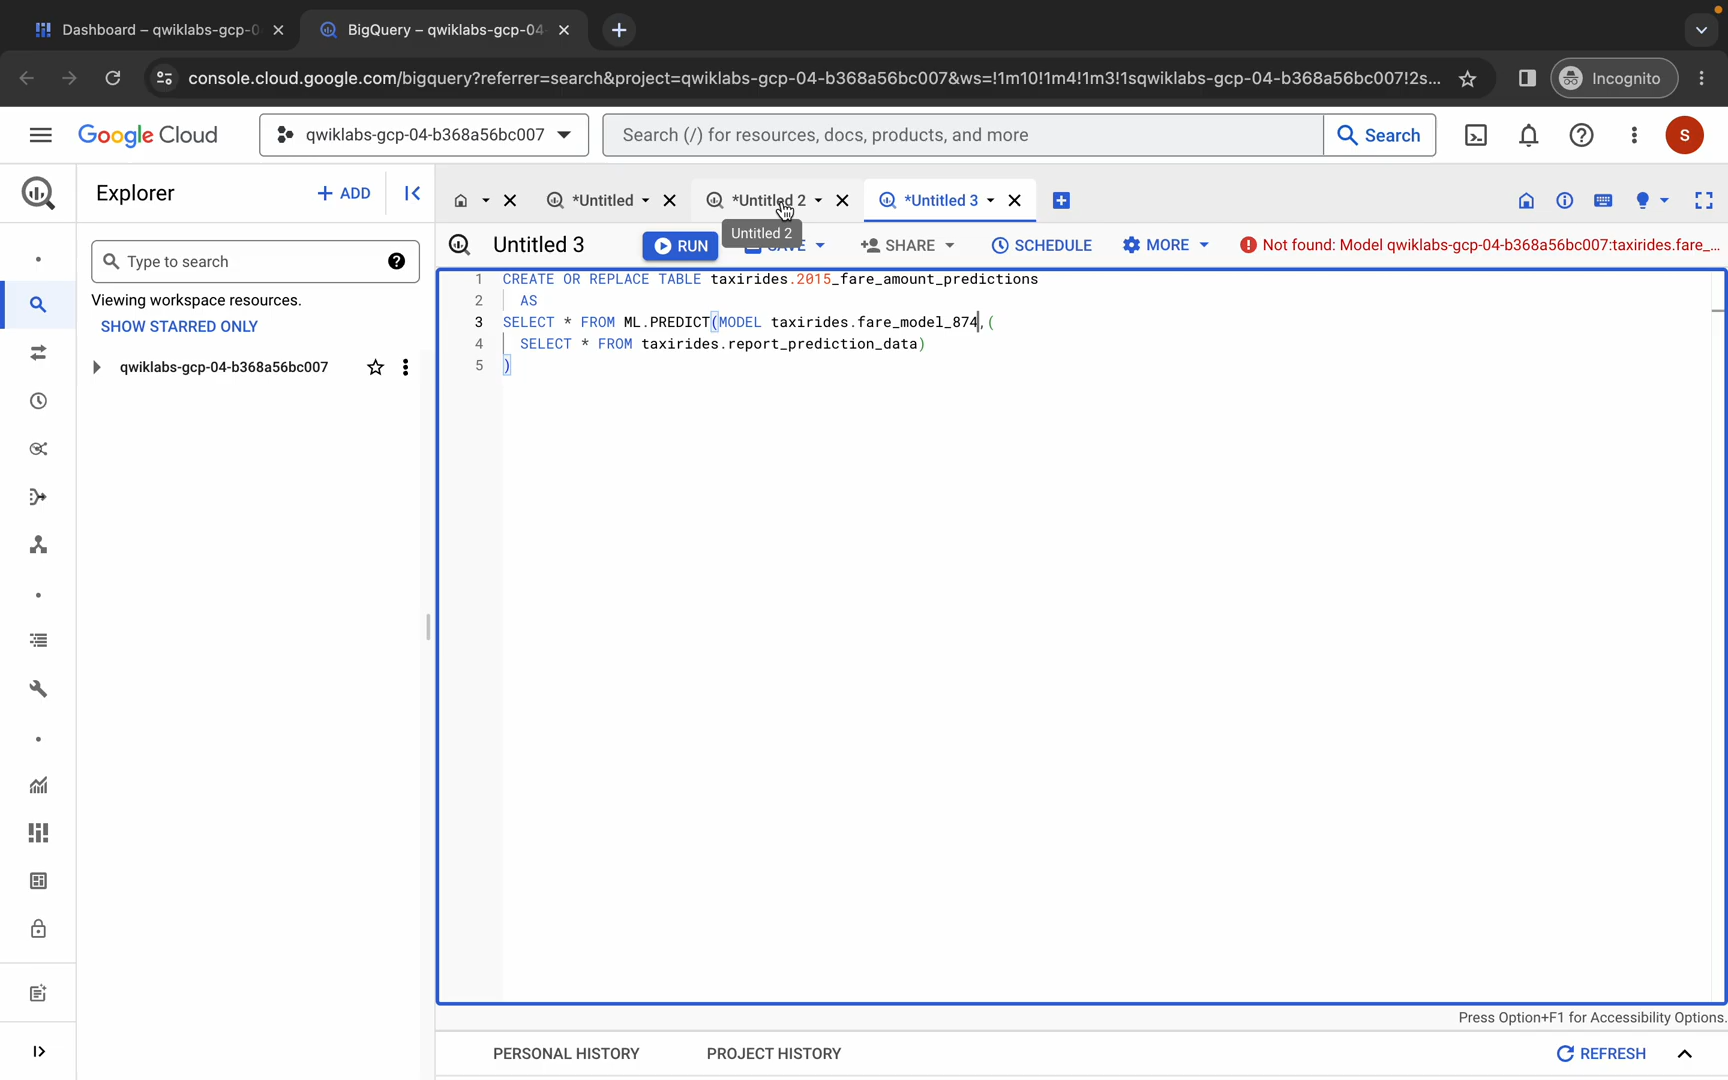 Dashboard – qwiklabs-gcp-0
BigQuery – qwiklabs-gcp-04
console.cloud.google.com/bigquery?referrer=search&project=qwiklabs-gcp-04-b368a56bc007&ws=!1m10!1m4!1m3!1sqwiklabs-gcp-04-b368a56bc007!2s...
Incognito
Google Cloud
qwiklabs-gcp-04-b368a56bc007
Search (/) for resources, docs, products, and more
Search
S
Explorer
+ ADD
*Untitled
*Untitled 2
*Untitled 3
Untitled 3
RUN
Untitled 2
SHARE
SCHEDULE
MORE
Not found: Model qwiklabs-gcp-04-b368a56bc007:taxirides.fare_...
Type to search
Viewing workspace resources.
SHOW STARRED ONLY
qwiklabs-gcp-04-b368a56bc007
1 CREATE OR REPLACE TABLE taxirides.2015_fare_amount_predictions
2 AS
3 SELECT * FROM ML.PREDICT(MODEL taxirides.fare_model_874,(
4 SELECT * FROM taxirides.report_prediction_data)
5 )
Press Option+F1 for Accessibility Options.
PERSONAL HISTORY
PROJECT HISTORY
REFRESH